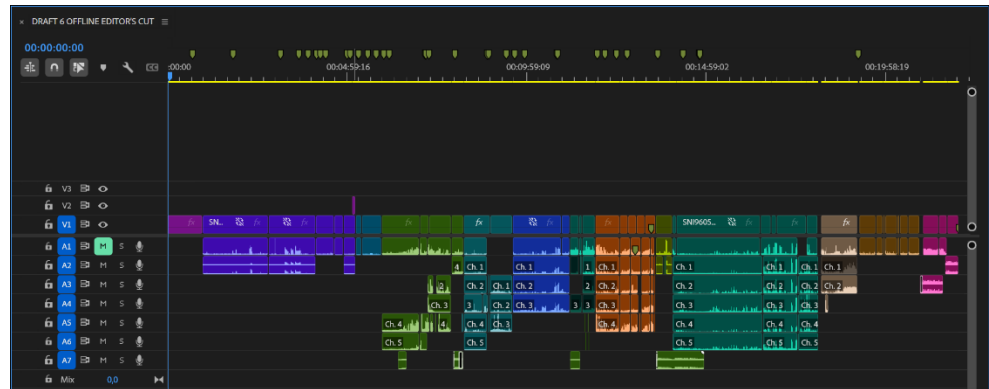 × DRAFT 6 OFFLINE EDITOR'S CUT ≡
00:00:00:00
:00:00 00:04:59:16 00:09:59:09 00:14:59:02 00:19:58:19
V3
V2
V1 fx SN... fx fx fx fx fx fx SNI960S... fx fx fx
A1 M S
A2 M S 4 Ch. 1 Ch. 1 1 Ch. 1 Ch. 1 Ch. 1 Ch. 1 Ch. 1
A3 M S 2 Ch. 2 Ch. 1 Ch. 2 2 Ch. 2 Ch. 2 Ch. 2 Ch. 2 Ch. 2
A4 M S Ch. 3 3 Ch. 2 Ch. 3 3 3 Ch. 3 Ch. 3 Ch. 3 Ch. 3
A5 M S Ch. 4 4 Ch. 4 Ch. 3 Ch. 4 Ch. 4 Ch. 4 Ch. 4
A6 M S Ch. 5 Ch. 5 Ch. 5 Ch. 5 Ch. 5
A7 M S
Mix 0,0